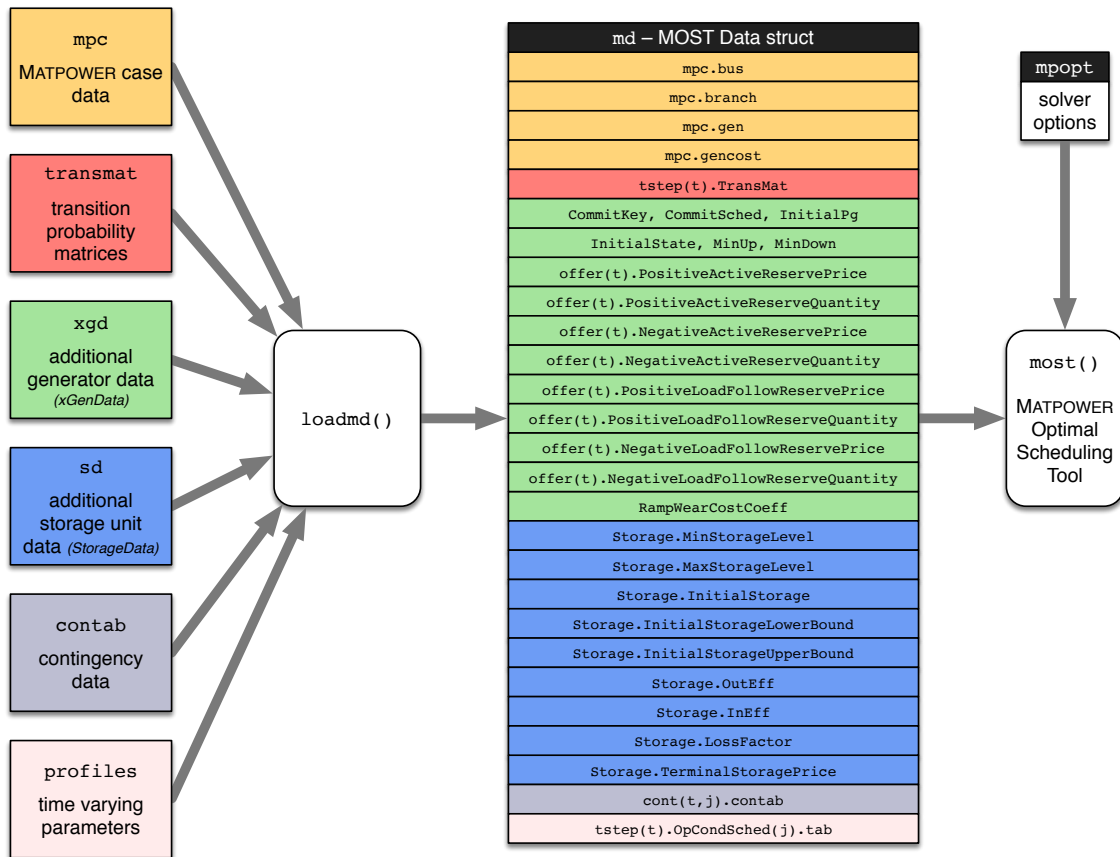 mpc
MATPOWER case
data
transmat
transition
probability
matrices
xgd
additional
generator data
(xGenData)
sd
additional
storage unit
data (StorageData)
contab
contingency
data
profiles
time varying
parameters
loadmd()
md – MOST Data struct
mpc.bus
mpc.branch
mpc.gen
mpc.gencost
tstep(t).TransMat
CommitKey, CommitSched, InitialPg
InitialState, MinUp, MinDown
offer(t).PositiveActiveReservePrice
offer(t).PositiveActiveReserveQuantity
offer(t).NegativeActiveReservePrice
offer(t).NegativeActiveReserveQuantity
offer(t).PositiveLoadFollowReservePrice
offer(t).PositiveLoadFollowReserveQuantity
offer(t).NegativeLoadFollowReservePrice
offer(t).NegativeLoadFollowReserveQuantity
RampWearCostCoeff
Storage.MinStorageLevel
Storage.MaxStorageLevel
Storage.InitialStorage
Storage.InitialStorageLowerBound
Storage.InitialStorageUpperBound
Storage.OutEff
Storage.InEff
Storage.LossFactor
Storage.TerminalStoragePrice
cont(t,j).contab
tstep(t).OpCondSched(j).tab
mpopt
solver
options
most()
MATPOWER
Optimal
Scheduling
Tool